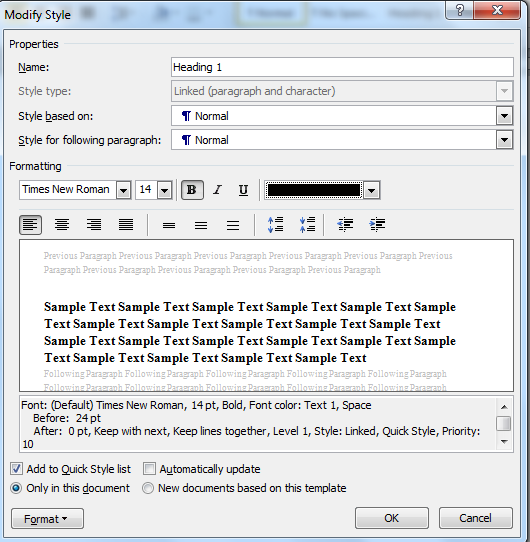 Modify Style
Properties
Name: Heading 1
Style type: Linked (paragraph and character)
Style based on: ¶ Normal
Style for following paragraph: ¶ Normal
Formatting
Times New Roman 14 B I U
Previous Paragraph Previous Paragraph Previous Paragraph Previous Paragraph Previous Paragraph Previous
Paragraph Previous Paragraph Previous Paragraph Previous Paragraph Previous Paragraph
Sample Text Sample Text Sample Text Sample Text Sample Text Sample
Text Sample Text Sample Text Sample Text Sample Text Sample Text
Sample Text Sample Text Sample Text Sample Text Sample Text Sample
Text Sample Text Sample Text Sample Text Sample Text
Following Paragraph Following Paragraph Following Paragraph Following Paragraph Following Paragraph
Following Paragraph Following Paragraph Following Paragraph Following Paragraph Following Paragraph
Font: (Default) Times New Roman, 14 pt, Bold, Font color: Text 1, Space
Before: 24 pt
After: 0 pt, Keep with next, Keep lines together, Level 1, Style: Linked, Quick Style, Priority:
10
Add to Quick Style list Automatically update
Only in this document New documents based on this template
Format OK Cancel